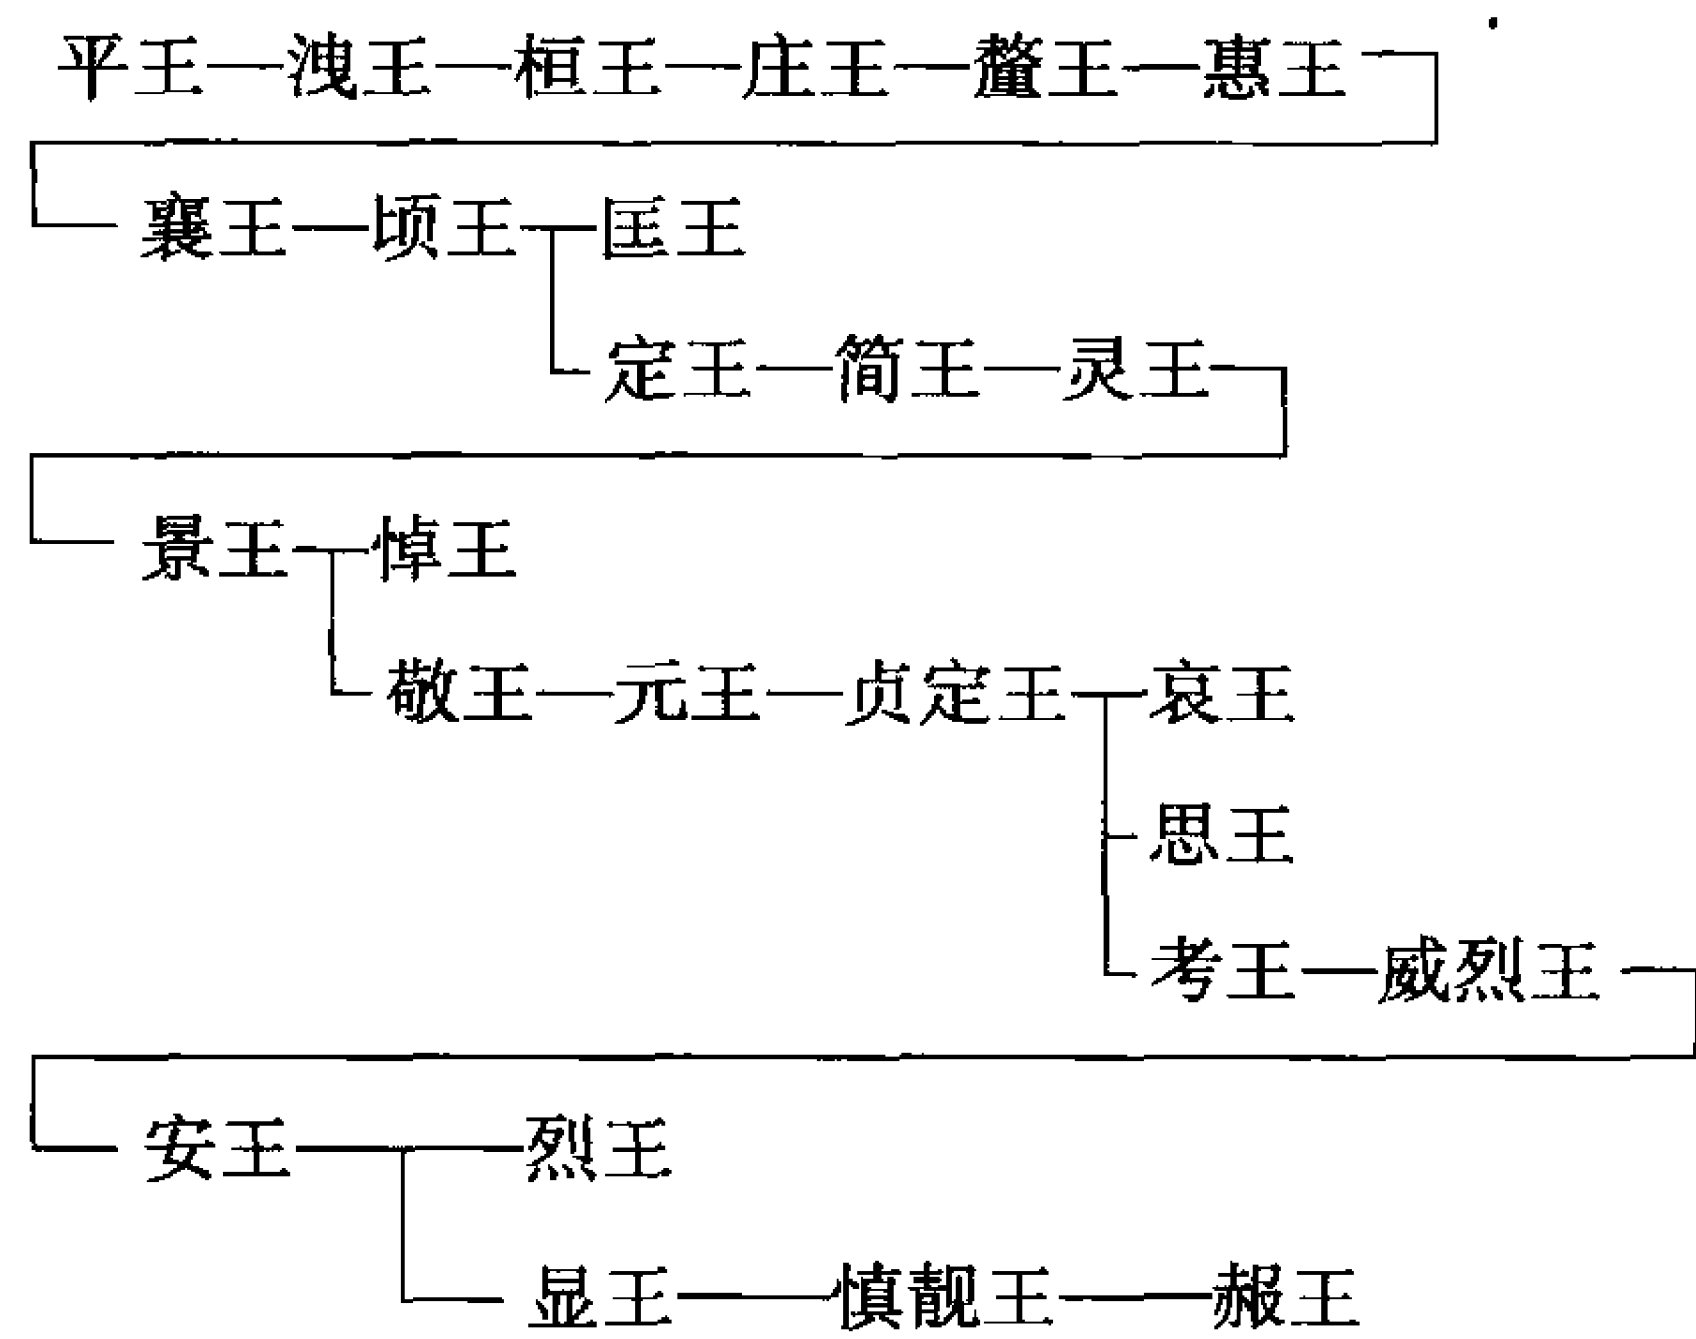 平王—洩王—桓王—庄王—釐王—惠王
襄王—顷王—匡王
定王—简王—灵王
景王—悼王
敬王—元王—贞定王—哀王
思王
考王—威烈王
安王—烈王
显王—慎靓王—赧王